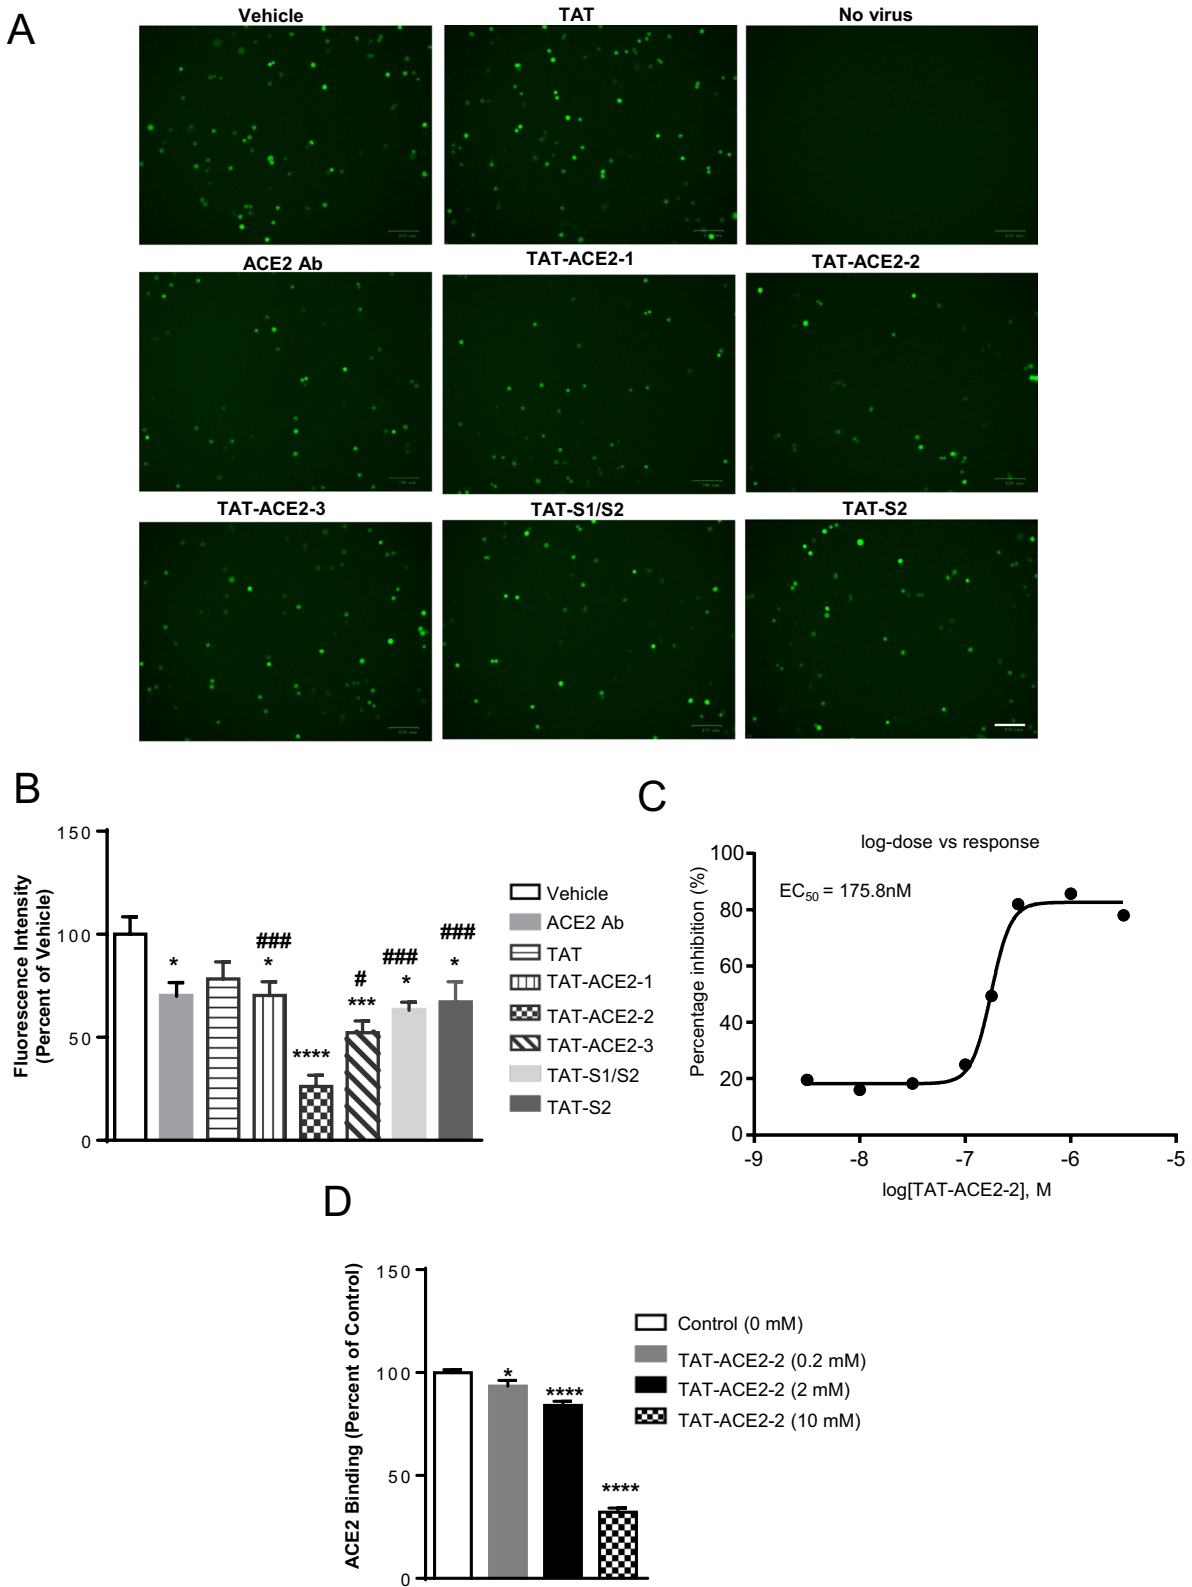 A
Vehicle
TAT
No virus
ACE2 Ab
TAT-ACE2-1
TAT-ACE2-2
TAT-ACE2-3
TAT-S1/S2
TAT-S2
B
Fluorescence Intensity
(Percent of Vehicle)
150
100
50
0
*
###
*
****
#
***
###
*
###
*
Vehicle
ACE2 Ab
TAT
TAT-ACE2-1
TAT-ACE2-2
TAT-ACE2-3
TAT-S1/S2
TAT-S2
C
log-dose vs response
EC50 = 175.8nM
Percentage inhibition (%)
100
80
60
40
20
0
-9
-8
-7
-6
-5
log[TAT-ACE2-2], M
D
ACE2 Binding (Percent of Control)
150
100
50
0
*
****
****
Control (0 mM)
TAT-ACE2-2 (0.2 mM)
TAT-ACE2-2 (2 mM)
TAT-ACE2-2 (10 mM)